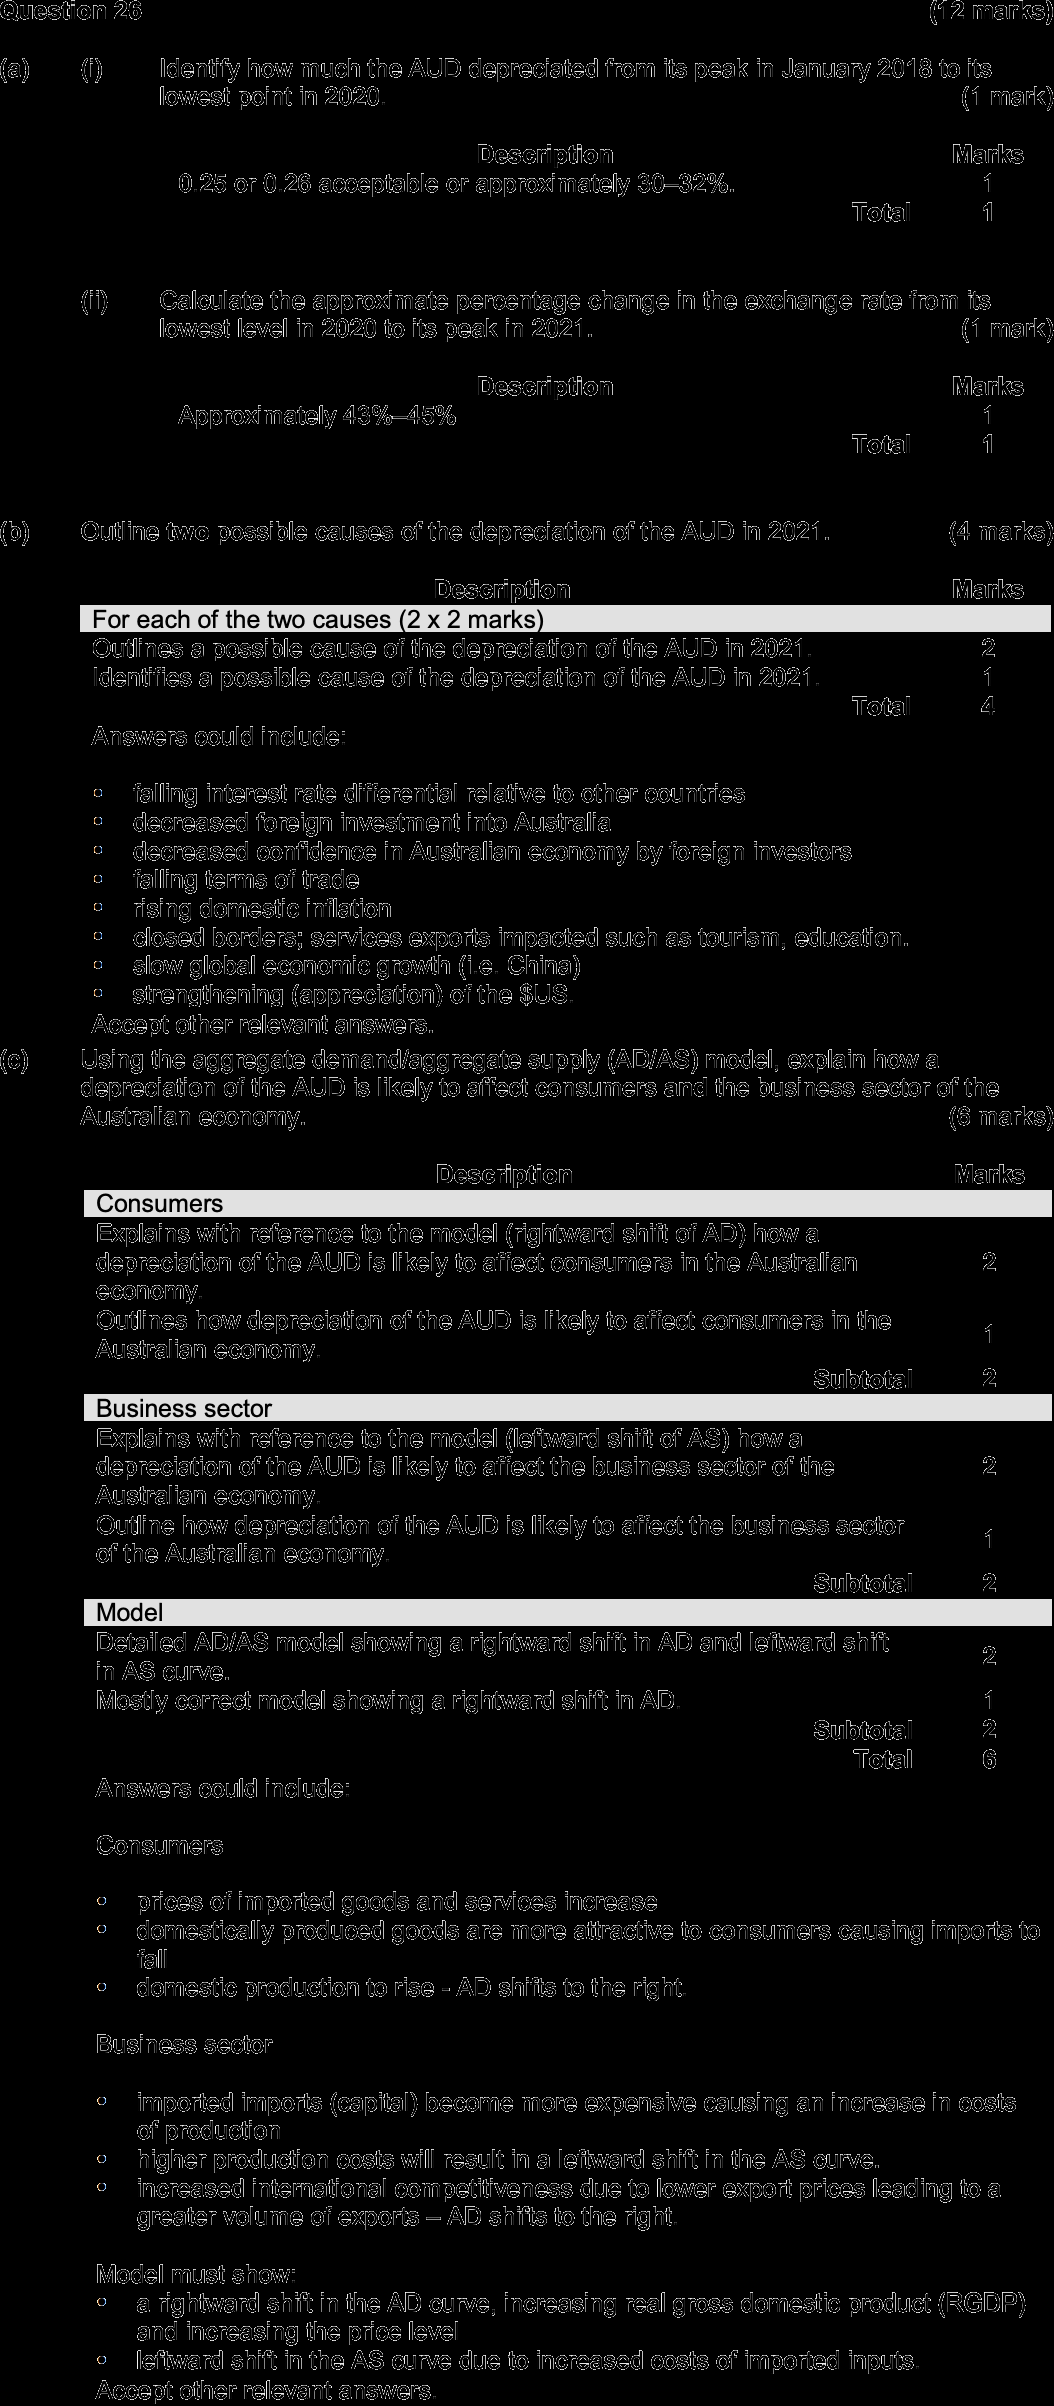 Question 26 (12 marks)
(a) (i) Identify how much the AUD depreciated from its peak in January 2018 to its
lowest point in 2020. (1 mark)
Description Marks
0.25 or 0.26 acceptable or approximately 30–32%. 1
Total 1
(ii) Calculate the approximate percentage change in the exchange rate from its
lowest level in 2020 to its peak in 2021. (1 mark)
Description Marks
Approximately 43%–45% 1
Total 1
(b) Outline two possible causes of the depreciation of the AUD in 2021. (4 marks)
Description Marks
For each of the two causes (2 x 2 marks)
Outlines a possible cause of the depreciation of the AUD in 2021. 2
Identifies a possible cause of the depreciation of the AUD in 2021. 1
Total 4
Answers could include:
• falling interest rate differential relative to other countries
• decreased foreign investment into Australia
• decreased confidence in Australian economy by foreign investors
• falling terms of trade
• rising domestic inflation
• closed borders; services exports impacted such as tourism, education.
• slow global economic growth (i.e. China)
• strengthening (appreciation) of the $US.
Accept other relevant answers.
(c) Using the aggregate demand/aggregate supply (AD/AS) model, explain how a
depreciation of the AUD is likely to affect consumers and the business sector of the
Australian economy. (6 marks)
Description Marks
Consumers
Explains with reference to the model (rightward shift of AD) how a
depreciation of the AUD is likely to affect consumers in the Australian 2
economy.
Outlines how depreciation of the AUD is likely to affect consumers in the
Australian economy. 1
Subtotal 2
Business sector
Explains with reference to the model (leftward shift of AS) how a
depreciation of the AUD is likely to affect the business sector of the 2
Australian economy.
Outline how depreciation of the AUD is likely to affect the business sector
of the Australian economy. 1
Subtotal 2
Model
Detailed AD/AS model showing a rightward shift in AD and leftward shift
in AS curve. 2
Mostly correct model showing a rightward shift in AD. 1
Subtotal 2
Total 6
Answers could include:
Consumers
• prices of imported goods and services increase
• domestically produced goods are more attractive to consumers causing imports to
fall
• domestic production to rise - AD shifts to the right.
Business sector
• imported imports (capital) become more expensive causing an increase in costs
of production
• higher production costs will result in a leftward shift in the AS curve.
• increased international competitiveness due to lower export prices leading to a
greater volume of exports – AD shifts to the right.
Model must show:
• a rightward shift in the AD curve, increasing real gross domestic product (RGDP)
and increasing the price level
• leftward shift in the AS curve due to increased costs of imported inputs.
Accept other relevant answers.